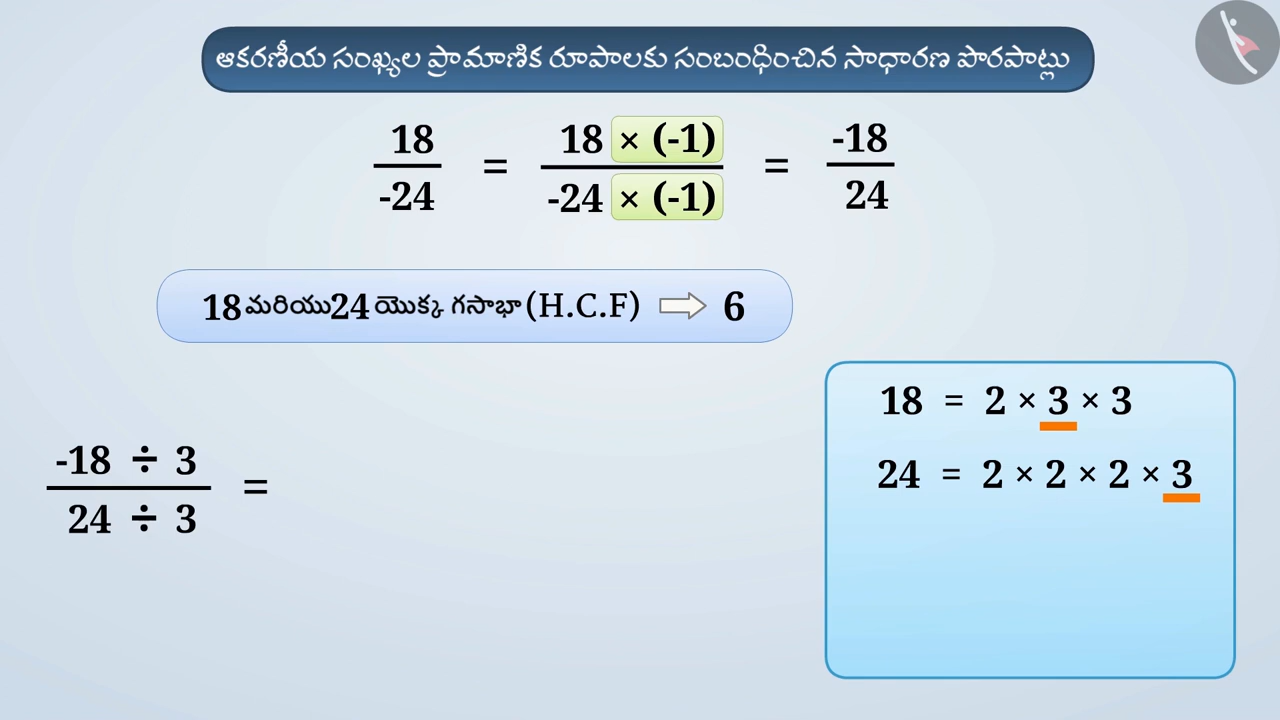 ఆకరణీయ సంఖ్యల ప్రామాణిక రూపాలకు సంబంధించిన సాధారణ పొరపాట్లు
18 / -24 = 18 × (-1) / -24 × (-1) = -18 / 24
18 మరియు 24 యొక్క గసాభా (H.C.F) ⇨ 6
18 = 2 × 3 × 3
24 = 2 × 2 × 2 × 3
-18 ÷ 3 / 24 ÷ 3 =